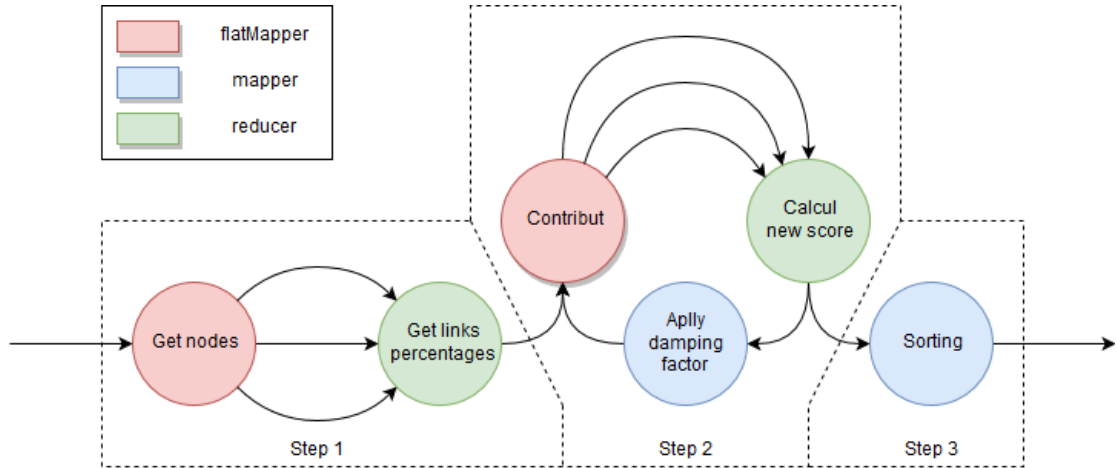 flatMapper
mapper
reducer
Contribut
Calcul
new score
Get nodes
Get links
percentages
Aplly
damping
factor
Sorting
Step 1
Step 2
Step 3